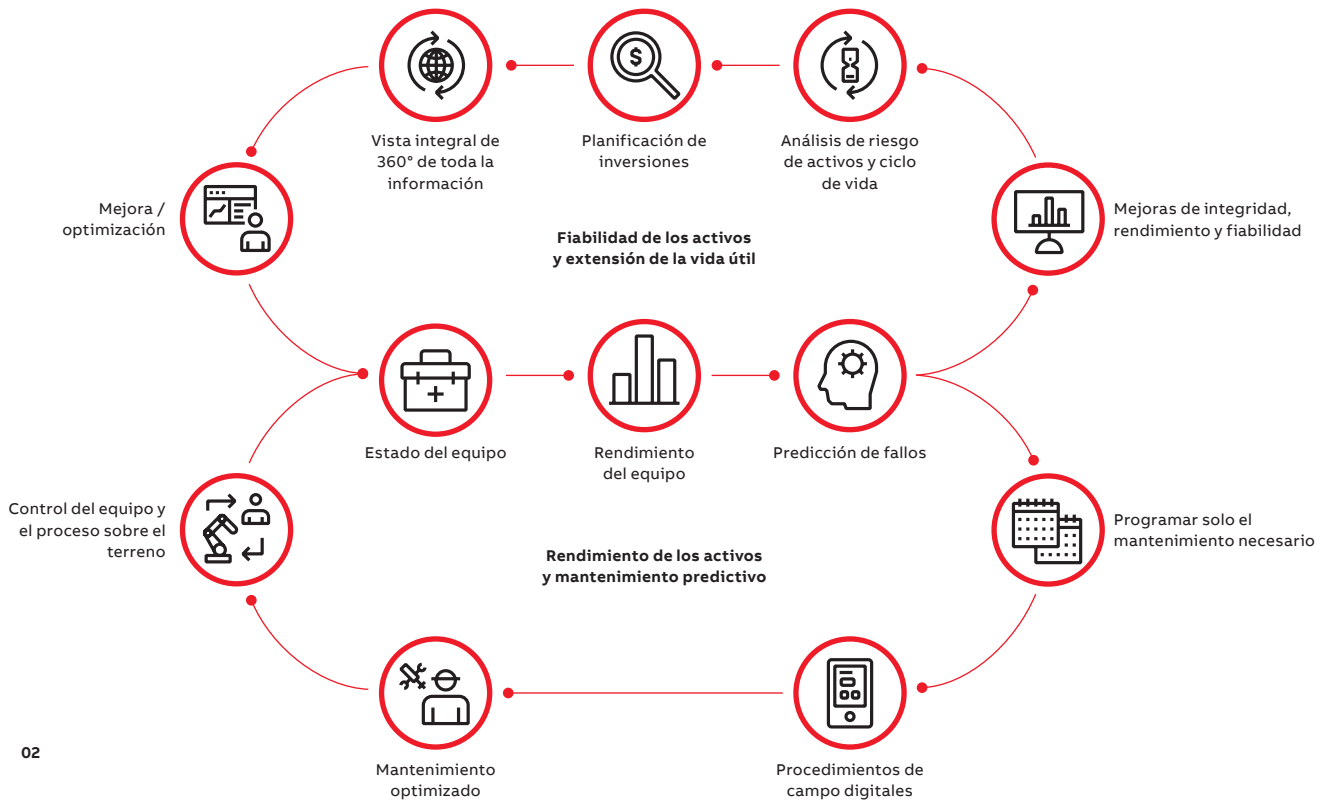 Vista integral de
360° de toda la
información
Planificación de
inversiones
Análisis de riesgo
de activos y ciclo
de vida
Mejora /
optimización
Mejoras de integridad,
rendimiento y fiabilidad
Fiabilidad de los activos
y extensión de la vida útil
Estado del equipo
Rendimiento
del equipo
Predicción de fallos
Control del equipo y
el proceso sobre el
terreno
Programar solo el
mantenimiento necesario
Rendimiento de los activos
y mantenimiento predictivo
02
Mantenimiento
optimizado
Procedimientos de
campo digitales
$